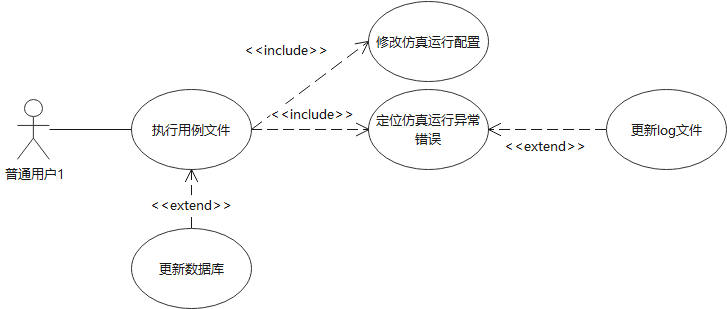 修改仿真运行配置
<<include>>
<<include>>
执行用例文件
定位仿真运行异常
错误
更新log文件
<<extend>>
普通用户1
<<extend>>
更新数据库